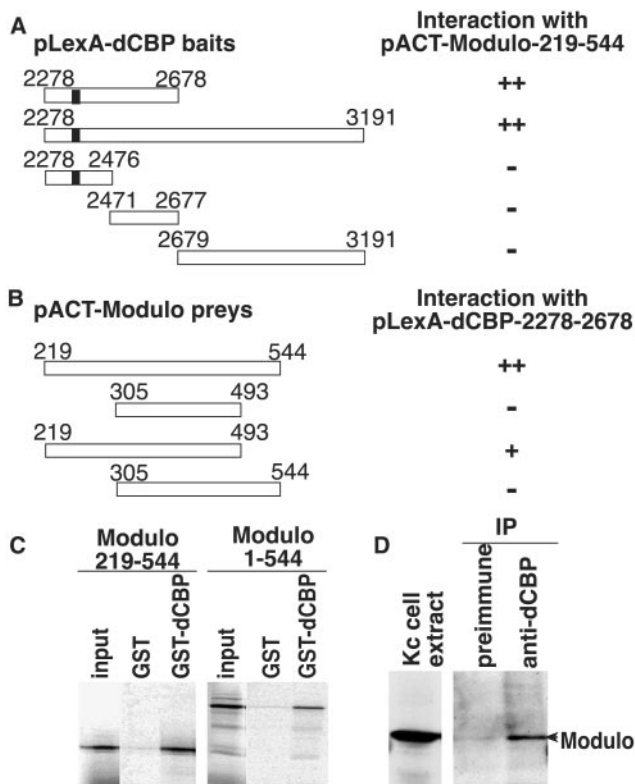 A
pLexA-dCBP baits
Interaction with
pACT-Modulo-219-544
2278 2678
++
2278 3191
++
2278 2476
-
2471 2677
-
2679 3191
-
B
pACT-Modulo preys
Interaction with
pLexA-dCBP-2278-2678
219 544
++
305 493
-
219 493
+
305 544
-
C
Modulo
219-544
Modulo
1-544
input
GST
GST-dCBP
input
GST
GST-dCBP
D
IP
Kc cell
extract
preimmune
anti-dCBP
Modulo